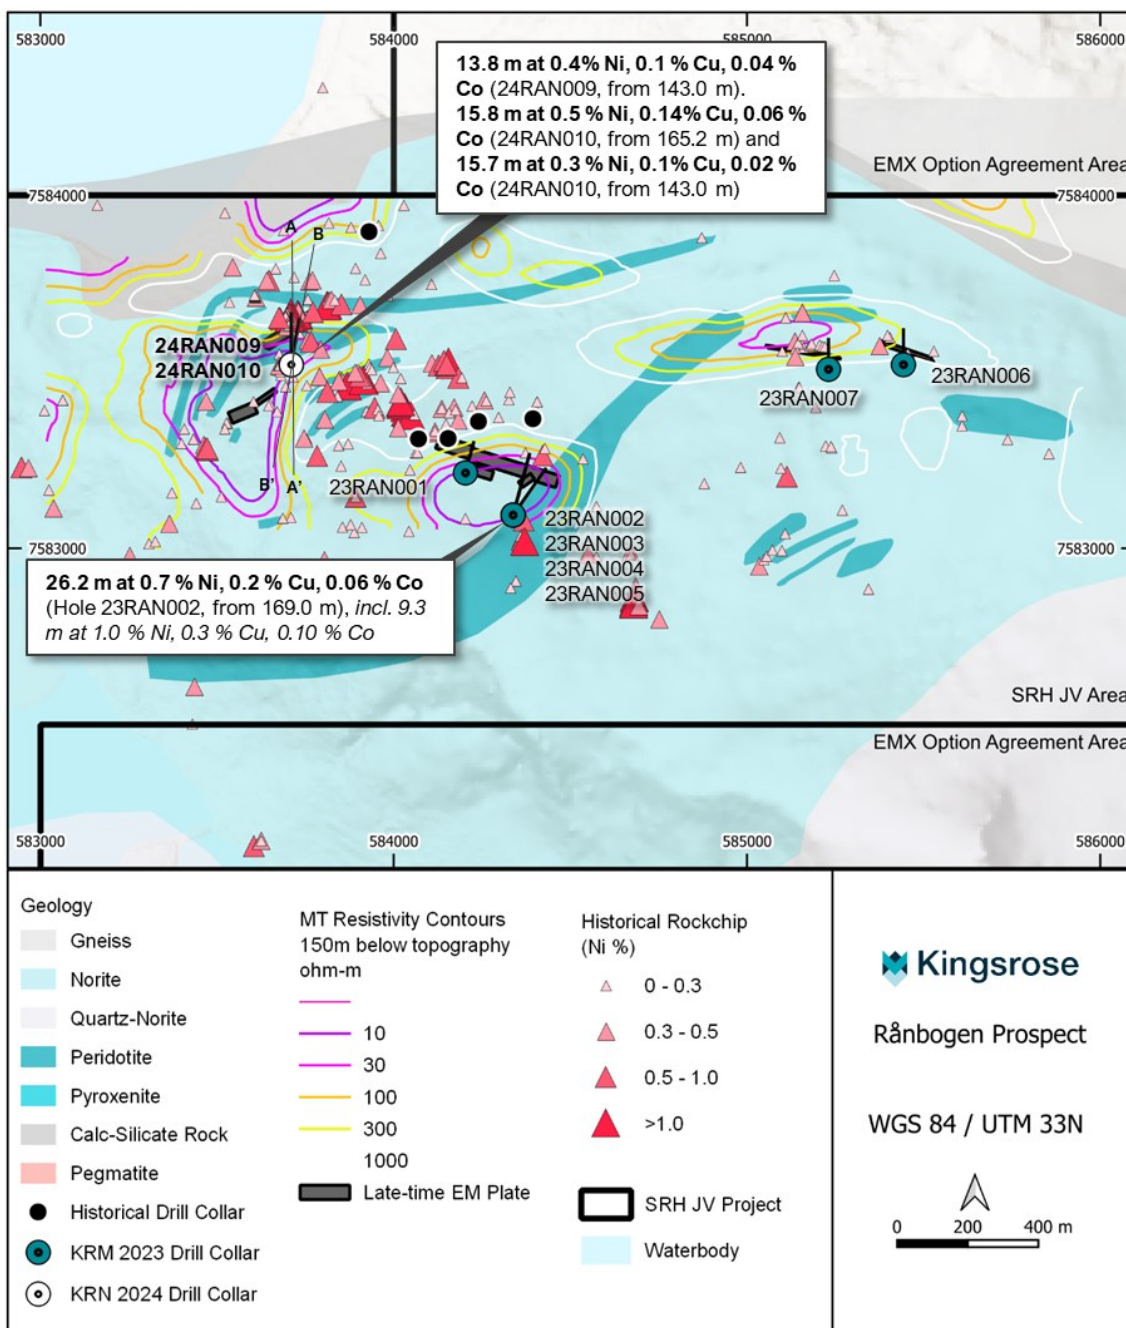 583000
584000
585000
586000
13.8 m at 0.4% Ni, 0.1 % Cu, 0.04 %
Co (24RAN009, from 143.0 m).
15.8 m at 0.5 % Ni, 0.14% Cu, 0.06 %
Co (24RAN010, from 165.2 m) and
15.7 m at 0.3 % Ni, 0.1% Cu, 0.02 %
Co (24RAN010, from 143.0 m)
EMX Option Agreement Area
7584000
7584000
A
B
24RAN009
24RAN010
23RAN006
23RAN007
B'
A'
23RAN001
23RAN002
23RAN003
23RAN004
23RAN005
7583000
7583000
26.2 m at 0.7 % Ni, 0.2 % Cu, 0.06 % Co
(Hole 23RAN002, from 169.0 m), incl. 9.3
m at 1.0 % Ni, 0.3 % Cu, 0.10 % Co
SRH JV Area
EMX Option Agreement Area
583000
584000
585000
586000
Geology
Gneiss
Norite
Quartz-Norite
Peridotite
Pyroxenite
Calc-Silicate Rock
Pegmatite
Historical Drill Collar
KRM 2023 Drill Collar
KRN 2024 Drill Collar
MT Resistivity Contours
150m below topography
ohm-m
10
30
100
300
1000
Late-time EM Plate
Historical Rockchip
(Ni %)
0 - 0.3
0.3 - 0.5
0.5 - 1.0
>1.0
SRH JV Project
Waterbody
Kingsrose
Rånbogen Prospect
WGS 84 / UTM 33N
0 200 400 m